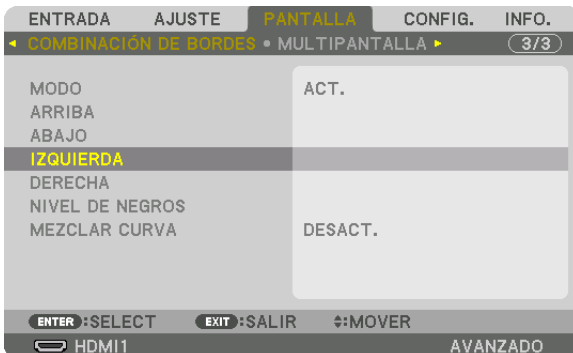 ENTRADA AJUSTE PANTALLA CONFIG. INFO.
COMBINACIÓN DE BORDES • MULTIPANTALLA 3/3
MODO ACT.
ARRIBA
ABAJO
IZQUIERDA
DERECHA
NIVEL DE NEGROS
MEZCLAR CURVA DESACT.
ENTER :SELECT EXIT :SALIR :MOVER
HDMI1 AVANZADO